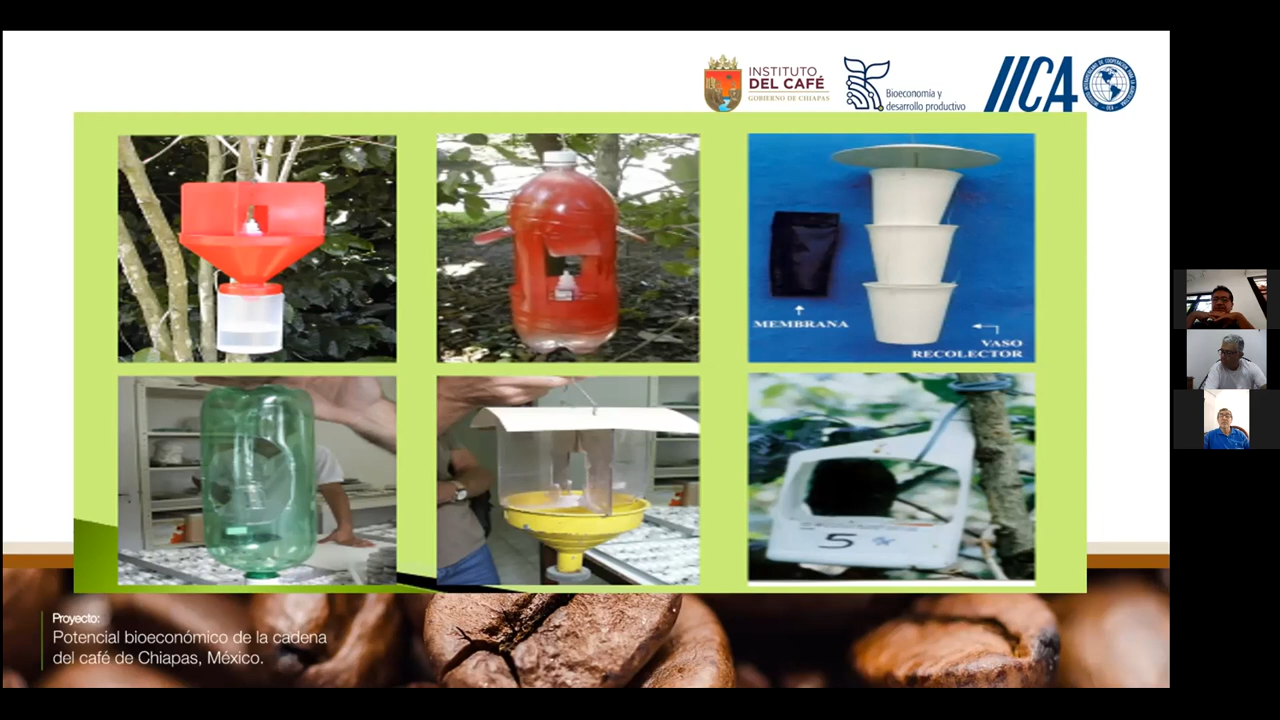 INSTITUTO
DEL CAFÉ
GOBIERNO DE CHIAPAS
Bioeconomía y
desarrollo productivo
IICA
MEMBRANA
VASO
RECOLECTOR
5
Proyecto:
Potencial bioeconómico de la cadena
del café de Chiapas, México.